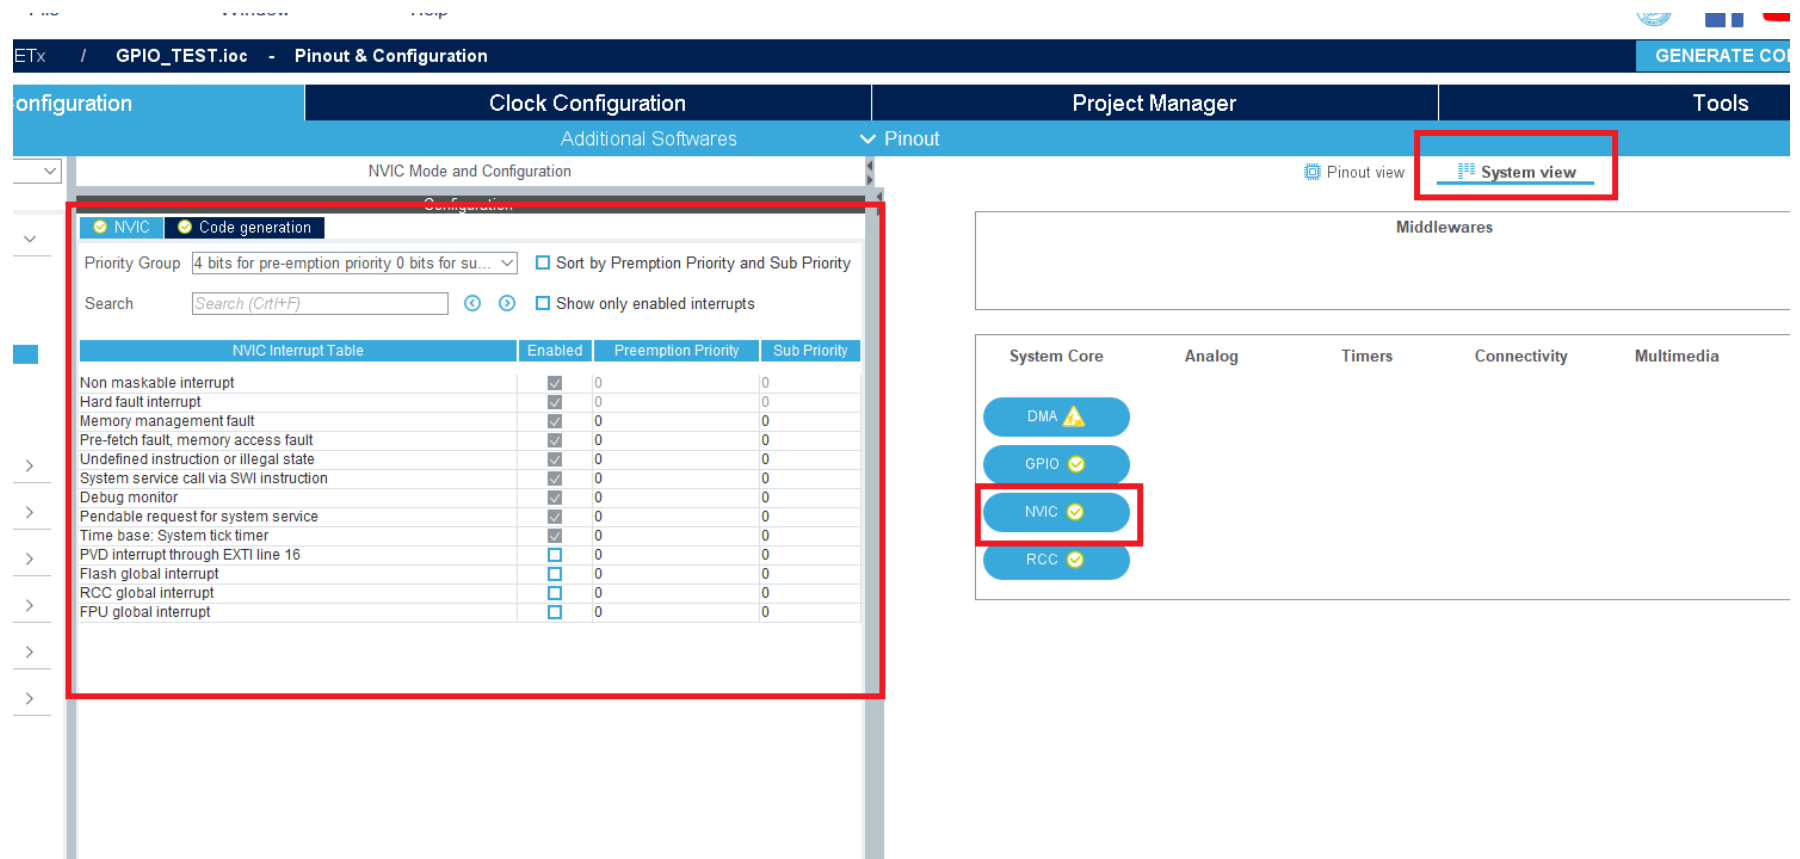 ETx / GPIO_TEST.ioc - Pinout & Configuration
Clock Configuration
Project Manager
Tools
Additional Softwares
Pinout
NVIC Mode and Configuration
Pinout view
System view
Configuration
NVIC
Code generation
Priority Group 4 bits for pre-emption priority 0 bits for su... Sort by Premption Priority and Sub Priority
Search Search (Crtl+F) Show only enabled interrupts
NVIC Interrupt Table Enabled Preemption Priority Sub Priority
Non maskable interrupt 0 0
Hard fault interrupt 0 0
Memory management fault 0 0
Pre-fetch fault, memory access fault 0 0
Undefined instruction or illegal state 0 0
System service call via SWI instruction 0 0
Debug monitor 0 0
Pendable request for system service 0 0
Time base: System tick timer 0 0
PVD interrupt through EXTI line 16 0 0
Flash global interrupt 0 0
RCC global interrupt 0 0
FPU global interrupt 0 0
Middlewares
System Core Analog Timers Connectivity Multimedia
DMA
GPIO
NVIC
RCC
GENERATE